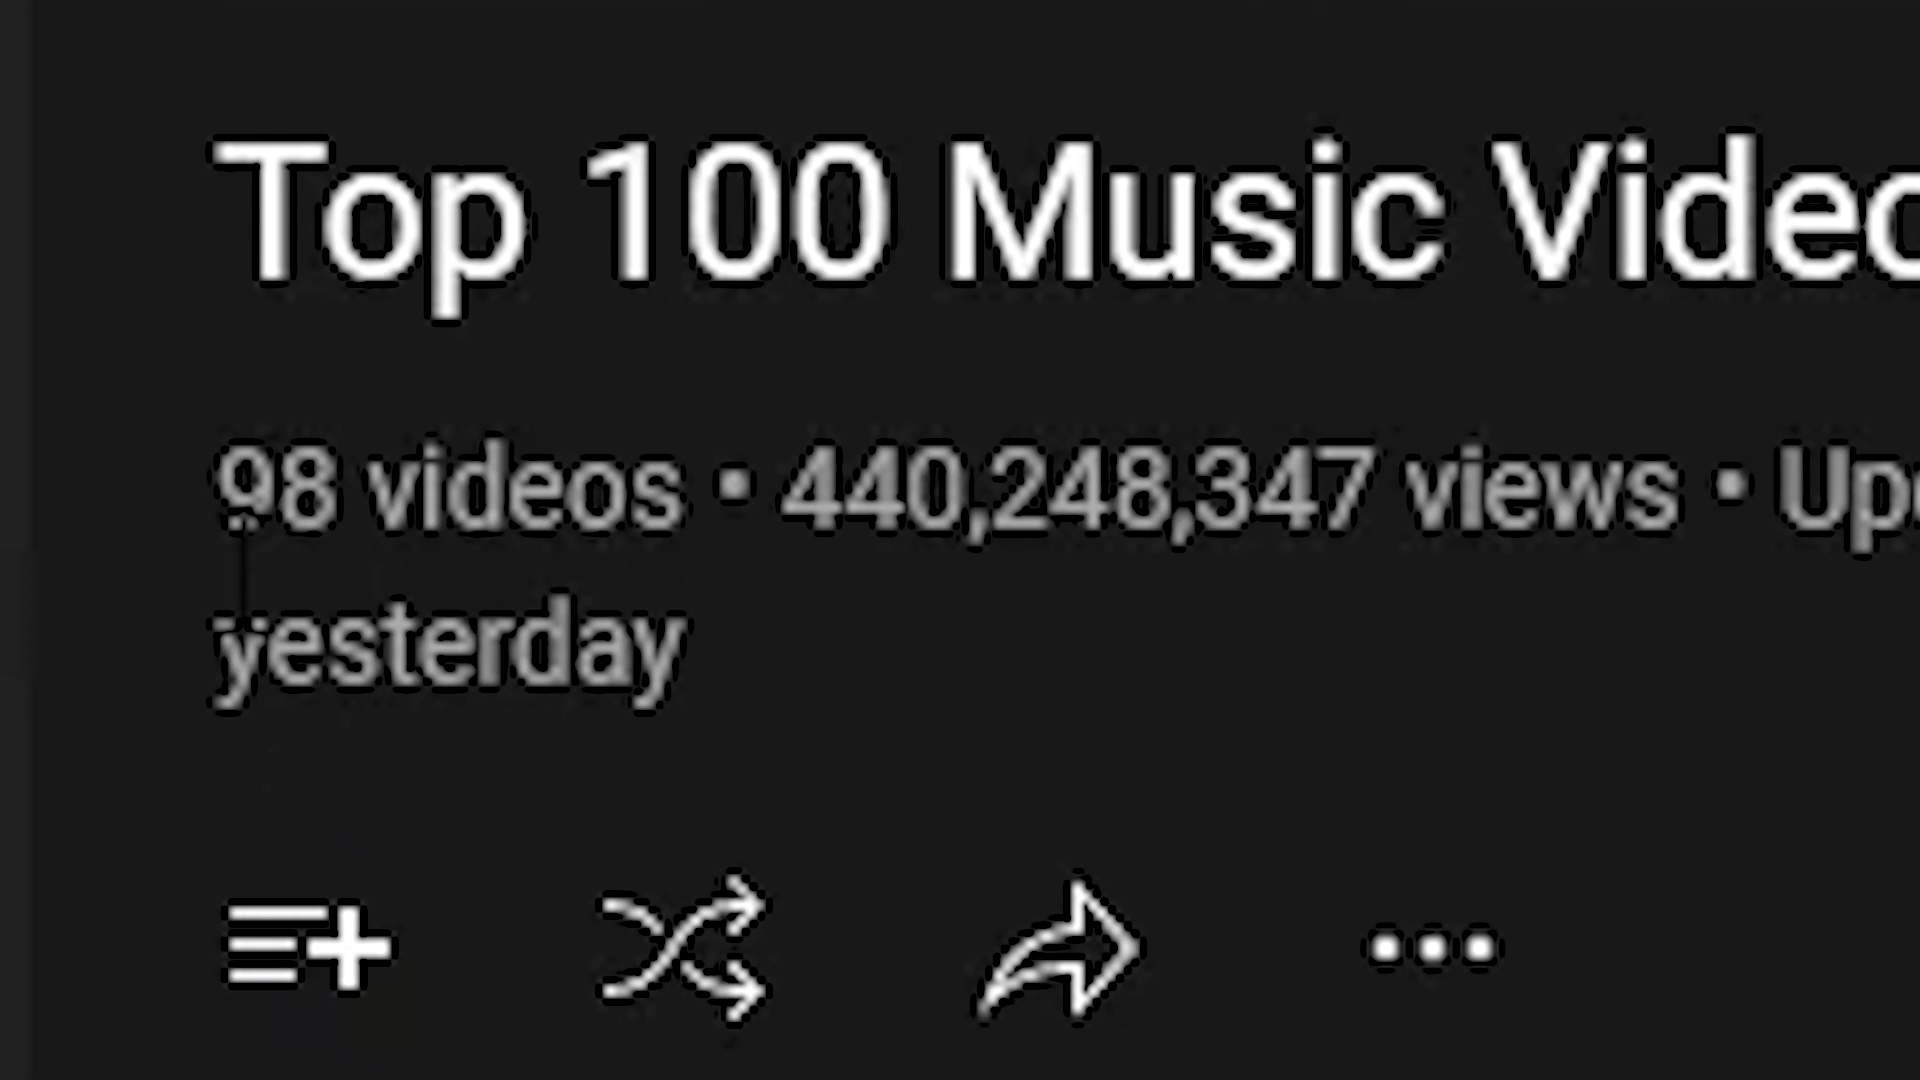 Top 100 Music Video
98 videos • 440,248,347 views • Up
yesterday